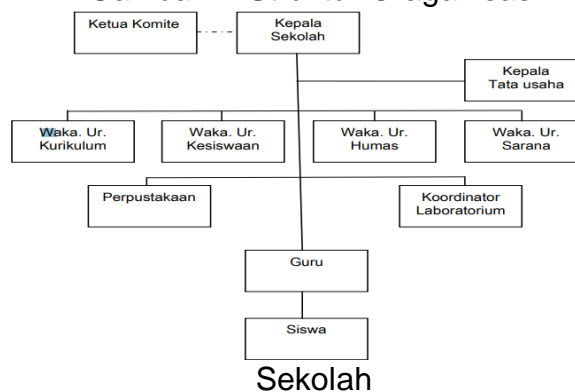 Ketua Komite
Kepala
Sekolah
Kepala
Tata usaha
Waka. Ur.
Kurikulum
Waka. Ur.
Kesiswaan
Waka. Ur.
Humas
Waka. Ur.
Sarana
Perpustakaan
Koordinator
Laboratorium
Guru
Siswa
Sekolah